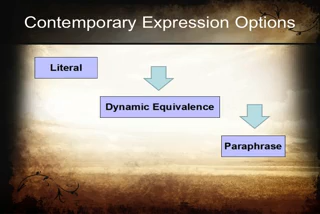 Contemporary Expression Options
Literal
Dynamic Equivalence
Paraphrase